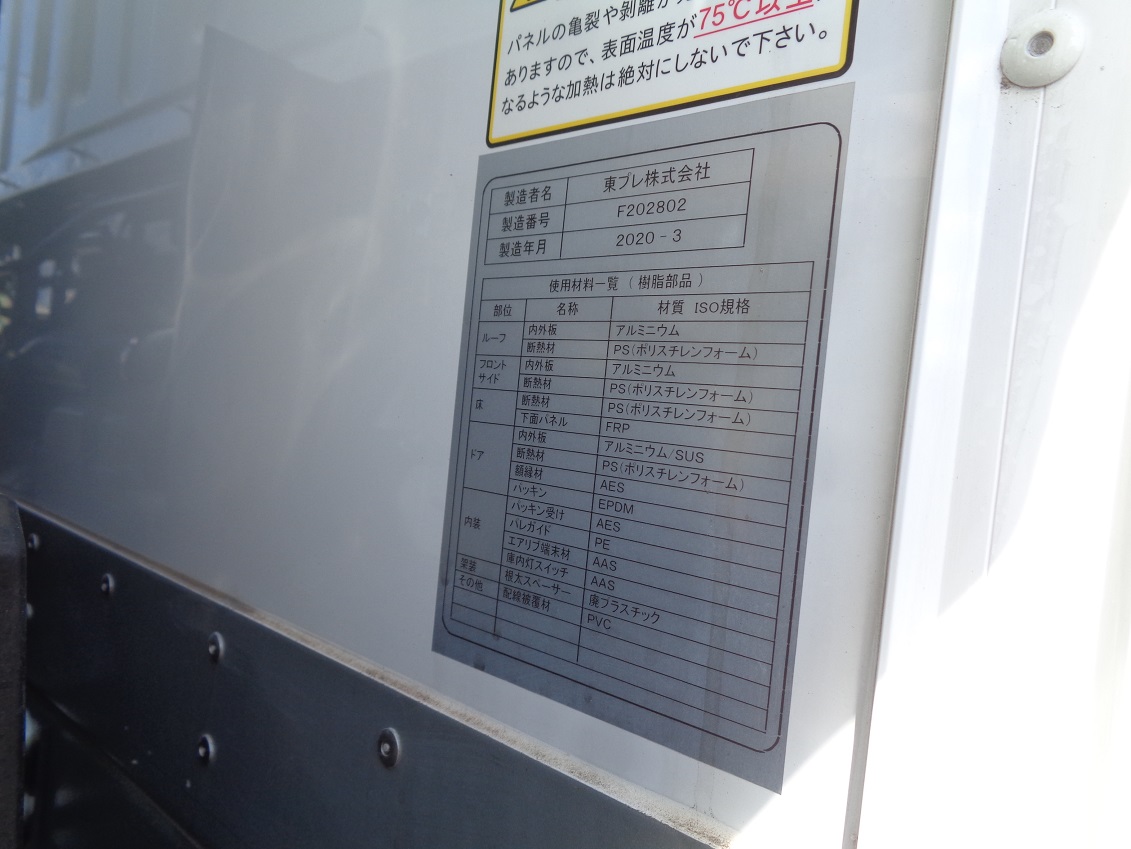 パネルの亀裂や剥離が
ありますので、表面温度が75℃以上
なるような加熱は絶対にしないで下さい。
製造者名 東プレ株式会社
製造番号 F202802
製造年月 2020-3
使用材料一覧 (樹脂部品)
部位 名称 材質 ISO規格
ルーフ 内外板 アルミニウム
断熱材 PS(ポリスチレンフォーム)
フロント
サイド 内外板 アルミニウム
断熱材 PS(ポリスチレンフォーム)
床 断熱材 PS(ポリスチレンフォーム)
下面パネル FRP
ドア 内外板 アルミニウム/SUS
断熱材 PS(ポリスチレンフォーム)
額縁材 AES
パッキン EPDM
内装 パッキン受け AES
バレガイド PE
エアリブ端末材 AAS
庫内灯スイッチ AAS
架装 根太スペーサー 廃プラスチック
その他 配線被覆材 PVC